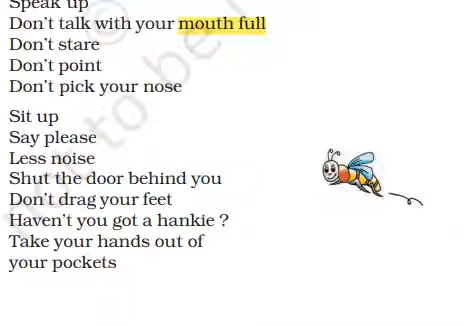 Speak up
Don't talk with your mouth full
Don't stare
Don't point
Don't pick your nose
Sit up
Say please
Less noise
Shut the door behind you
Don't drag your feet
Haven't you got a hankie ?
Take your hands out of
your pockets